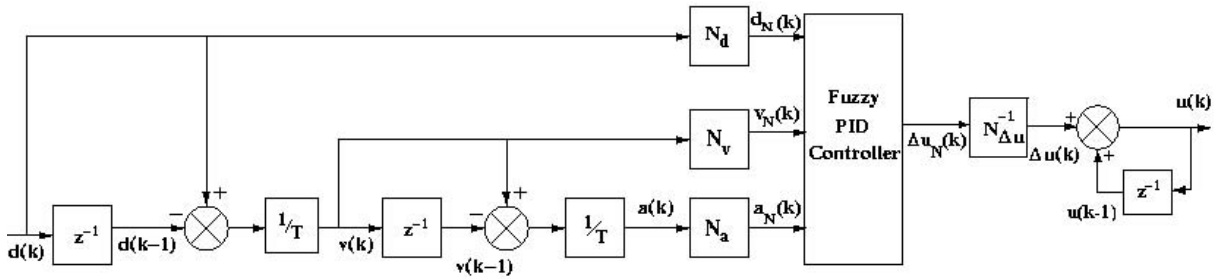 N_d
d_N(k)
N_v
v_N(k)
Fuzzy
PID
Controller
Δu_N(k)
N^{-1}_{Δu}
Δu(k)
+
+
u(k)
z^{-1}
u(k-1)
d(k)
z^{-1}
d(k−1)
−
+
1/T
v(k)
z^{-1}
v(k−1)
−
+
1/T
a(k)
N_a
a_N(k)